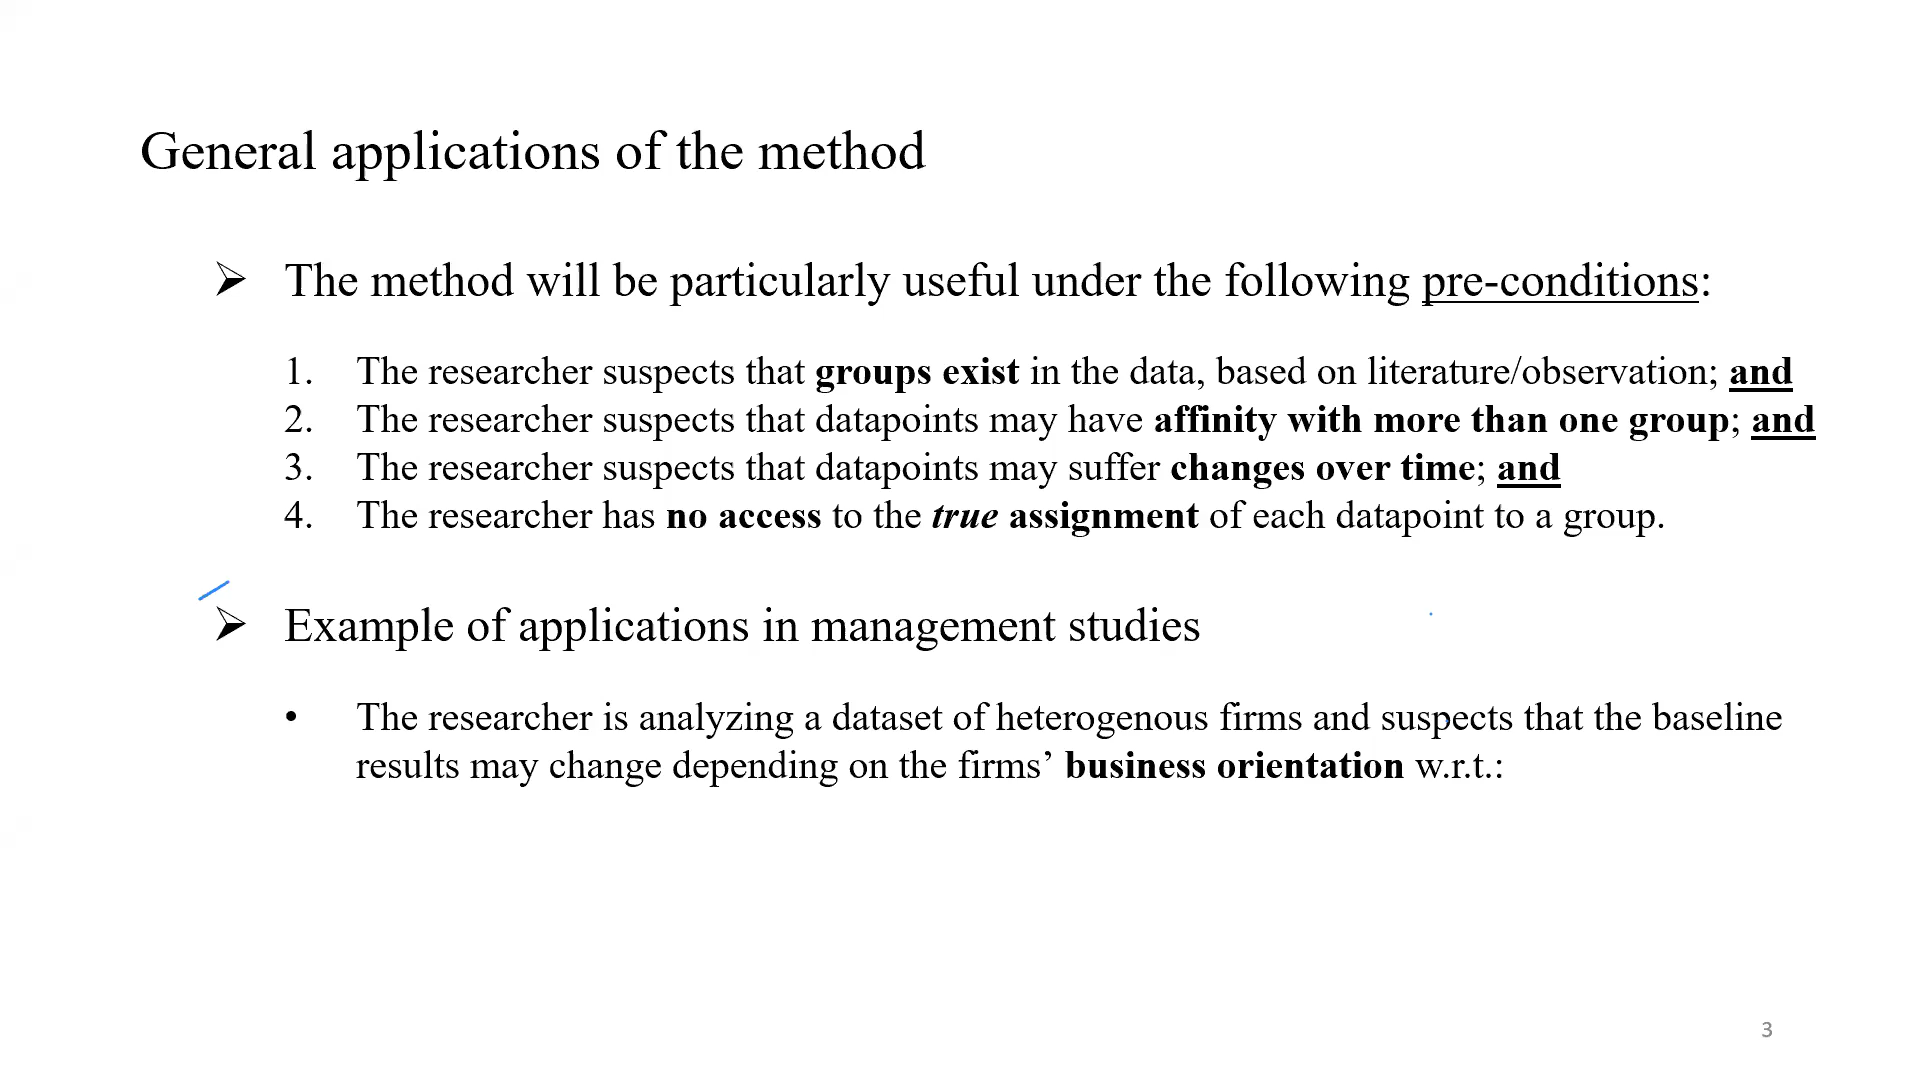 General applications of the method
➢ The method will be particularly useful under the following pre-conditions:
1. The researcher suspects that groups exist in the data, based on literature/observation; and
2. The researcher suspects that datapoints may have affinity with more than one group; and
3. The researcher suspects that datapoints may suffer changes over time; and
4. The researcher has no access to the true assignment of each datapoint to a group.
➢ Example of applications in management studies
• The researcher is analyzing a dataset of heterogenous firms and suspects that the baseline
results may change depending on the firms’ business orientation w.r.t.:
3